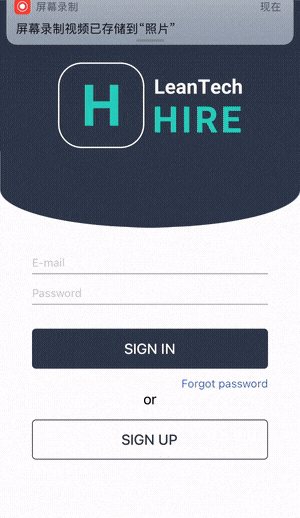 屏幕录制
现在
屏幕录制视频已存储到“照片”
H
LeanTech
HIRE
E-mail
Password
SIGN IN
Forgot password
or
SIGN UP